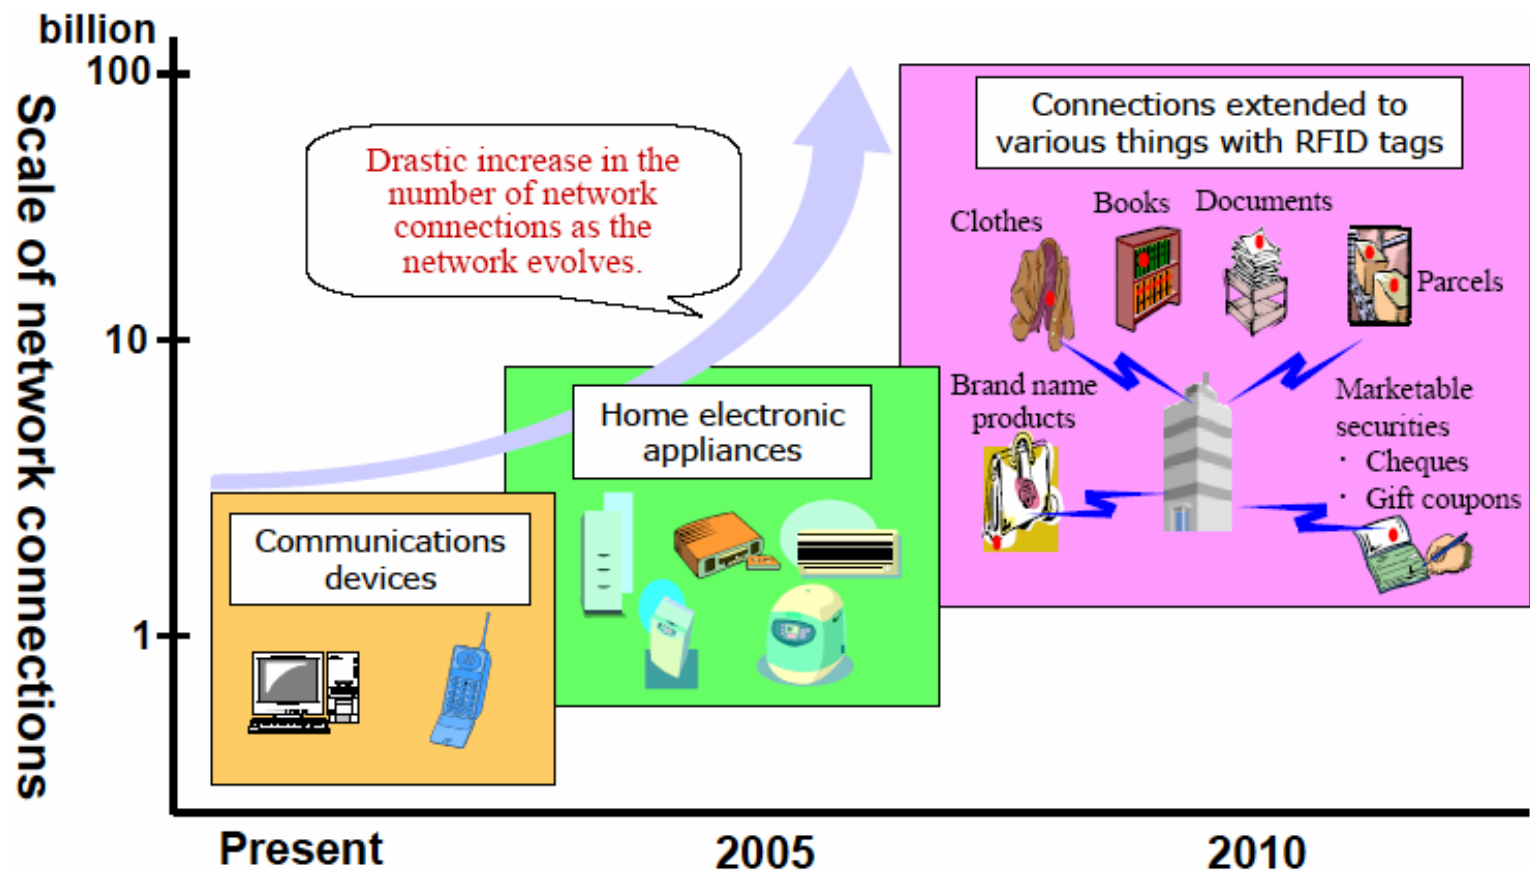 billion
100
10
1
Scale of network connections
Drastic increase in the
number of network
connections as the
network evolves.
Communications
devices
Home electronic
appliances
Connections extended to
various things with RFID tags
Clothes
Books
Documents
Parcels
Brand name
products
Marketable
securities
・ Cheques
・ Gift coupons
Present
2005
2010